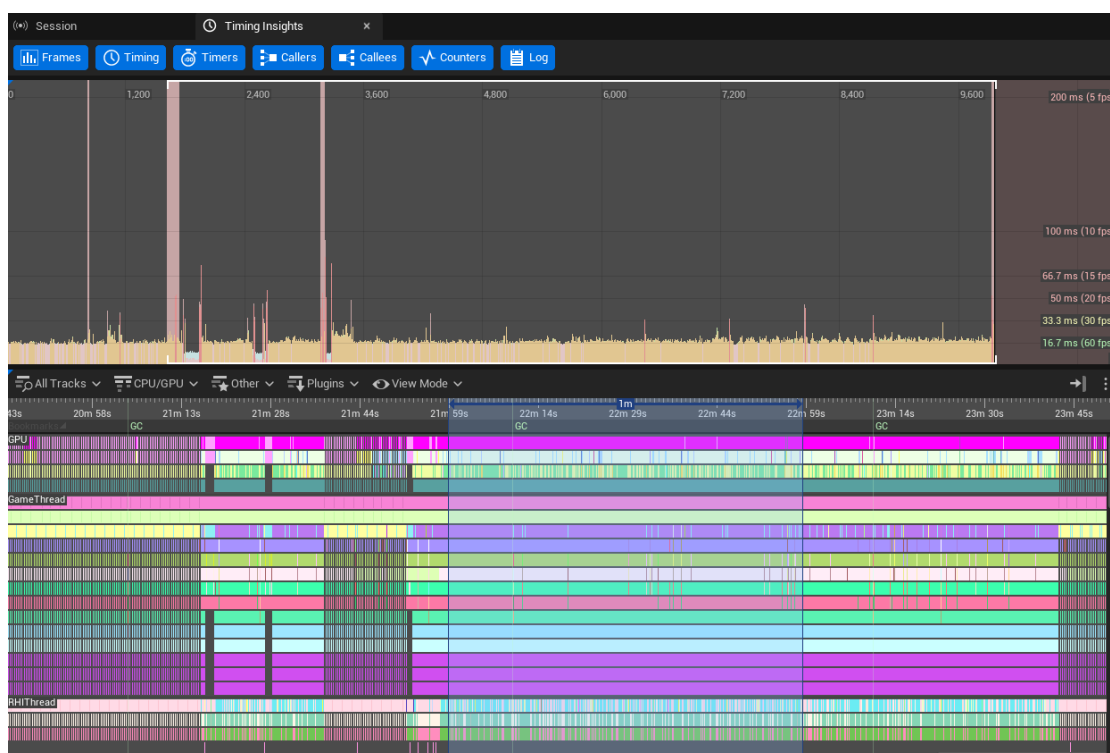 Session Timing Insights ×
Frames Timing Timers Callers Callees Counters Log
0 1,200 2,400 3,600 4,800 6,000 7,200 8,400 9,600 200 ms (5 fps
100 ms (10 fps
66.7 ms (15 fps
50 ms (20 fps
33.3 ms (30 fps
16.7 ms (60 fps
All Tracks CPU/GPU Other Plugins View Mode
1m
43s 20m 58s 21m 13s 21m 28s 21m 44s 21m 59s 22m 14s 22m 29s 22m 44s 22m 59s 23m 14s 23m 30s 23m 45s
Bookmarks GC GC GC
GPU
GameThread
RHIThread